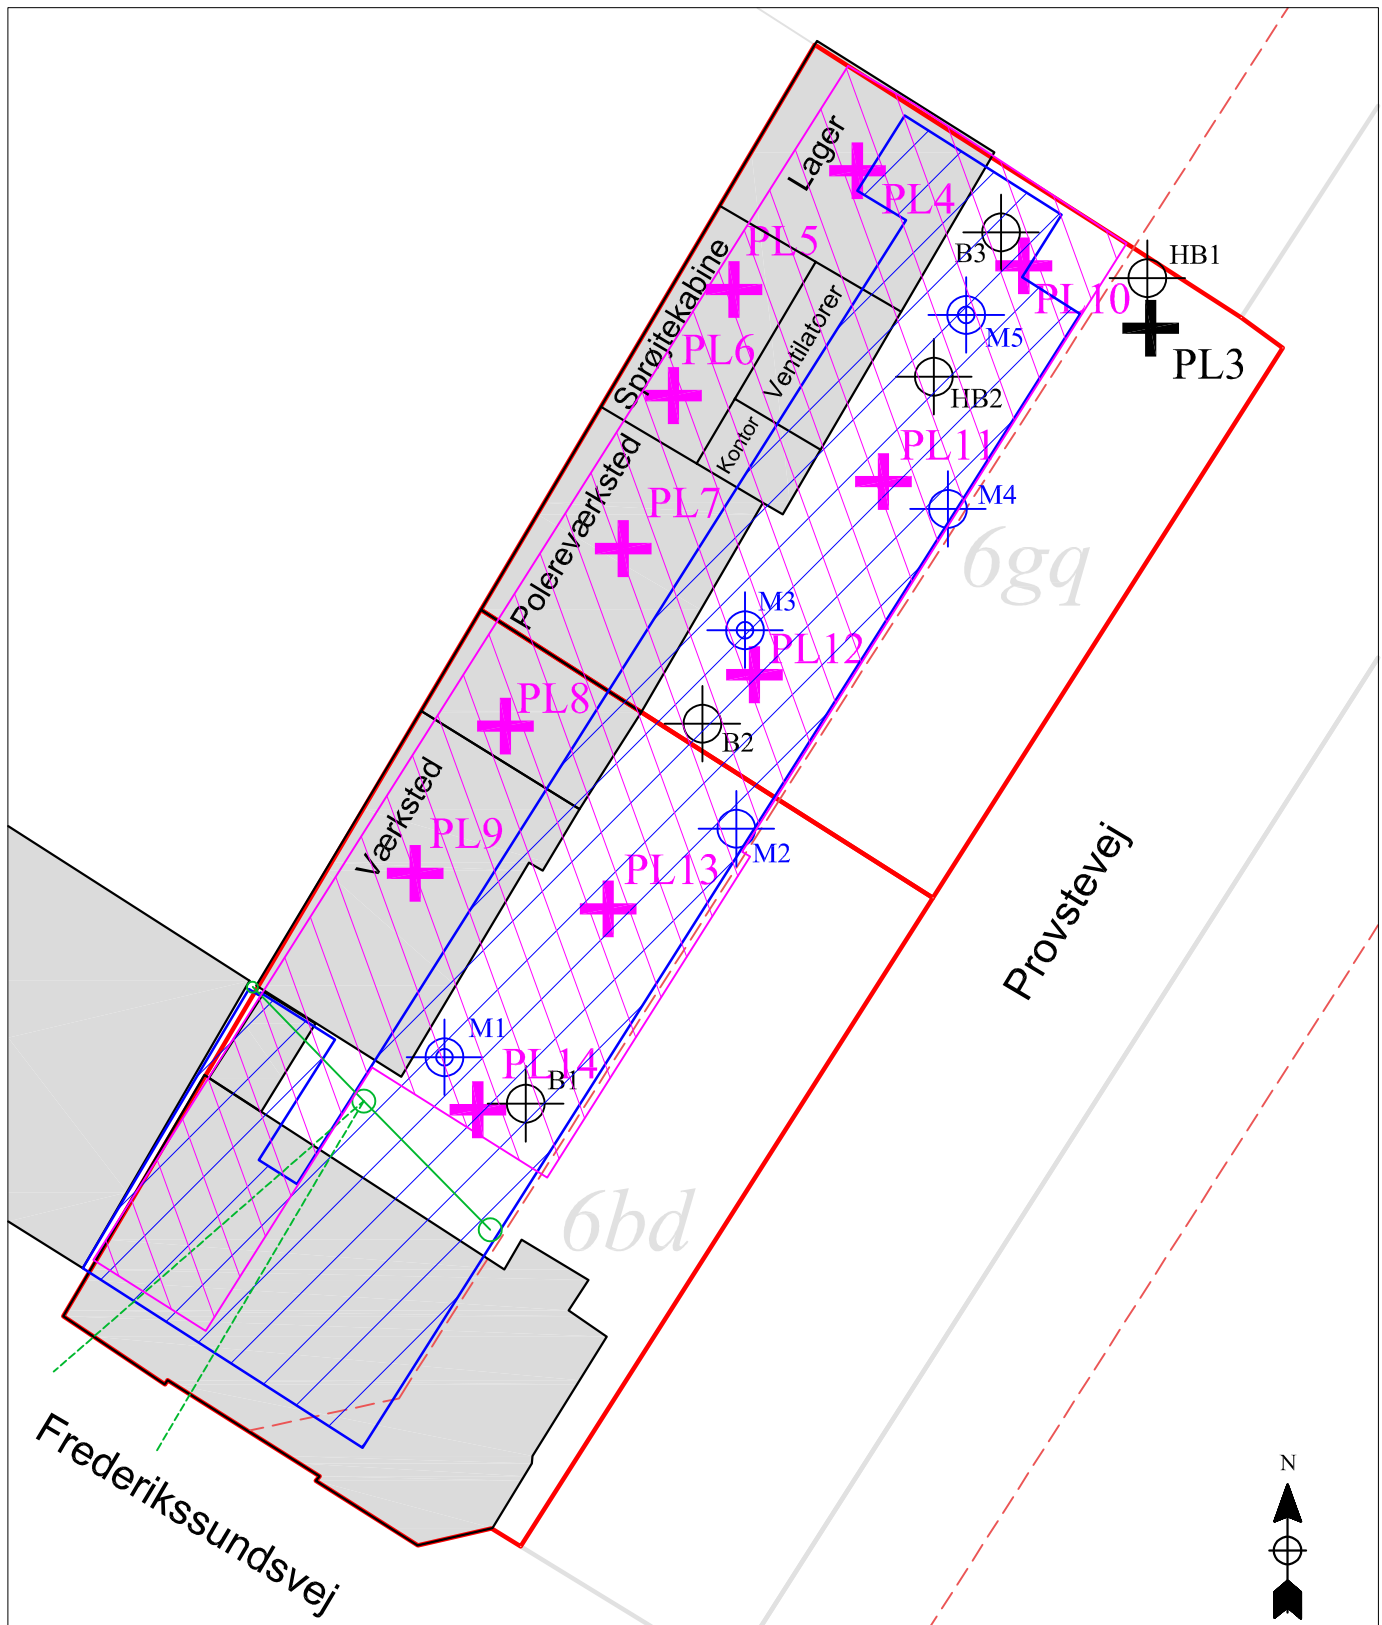 Lager
PL4
PL5
B3
HB1
Sprøjtekabine
PL10
Ventilatorer
M5
PL6
PL3
HB2
Kontor
PL11
Polereværksted
PL7
M4
6gq
M3
PL12
PL8
B2
Værksted
PL9
M2
PL13
Provstevej
M1
PL14
B1
6bd
Frederikssundsvej
N